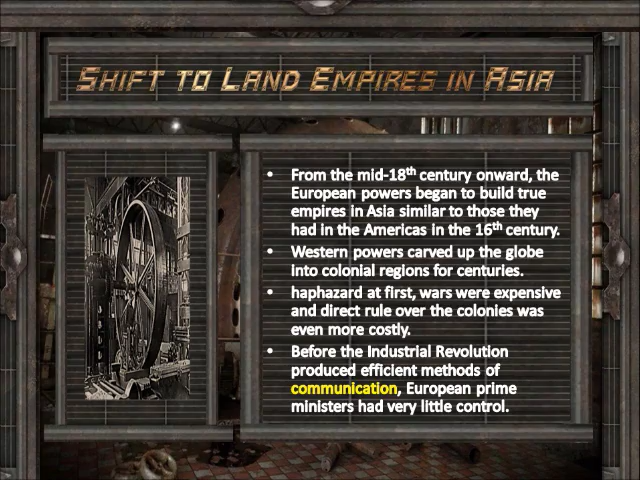 Shift to Land Empires in Asia
• From the mid-18th century onward, the
European powers began to build true
empires in Asia similar to those they
had in the Americas in the 16th century.
• Western powers carved up the globe
into colonial regions for centuries.
• haphazard at first, wars were expensive
and direct rule over the colonies was
even more costly.
• Before the Industrial Revolution
produced efficient methods of
communication, European prime
ministers had very little control.